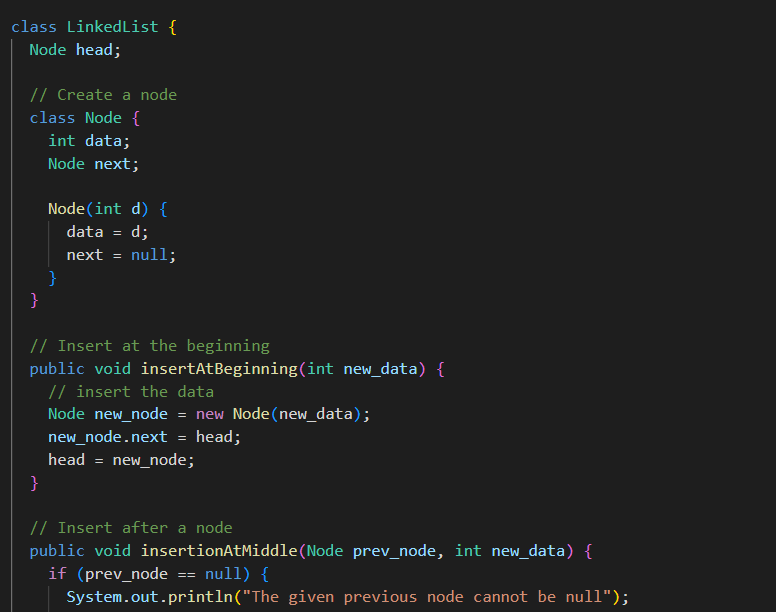 class LinkedList {
  Node head;

  // Create a node
  class Node {
    int data;
    Node next;

    Node(int d) {
      data = d;
      next = null;
    }
  }

  // Insert at the beginning
  public void insertAtBeginning(int new_data) {
    // insert the data
    Node new_node = new Node(new_data);
    new_node.next = head;
    head = new_node;
  }

  // Insert after a node
  public void insertionAtMiddle(Node prev_node, int new_data) {
    if (prev_node == null) {
      System.out.println("The given previous node cannot be null");